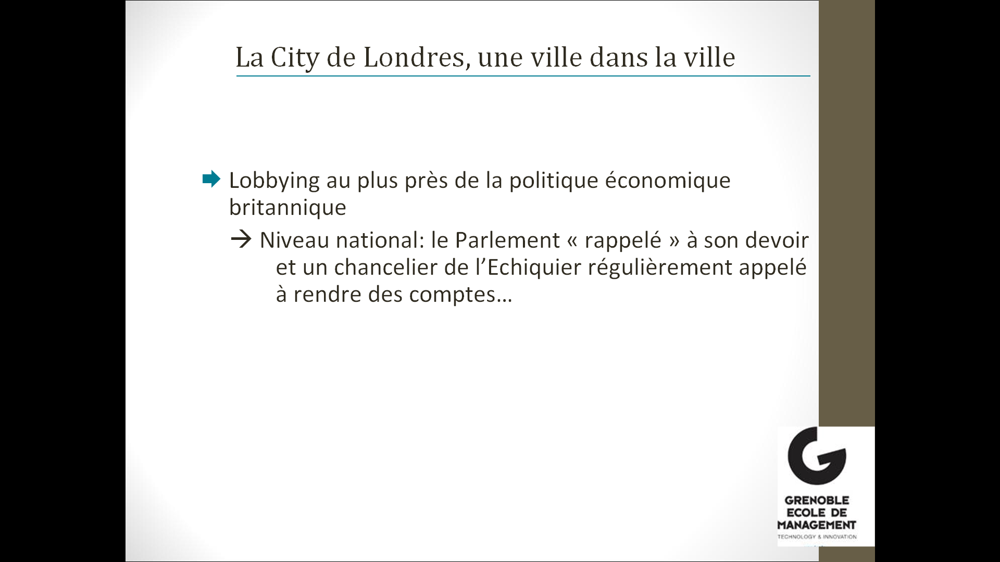 La City de Londres, une ville dans la ville
Lobbying au plus près de la politique économique
britannique
→ Niveau national: le Parlement « rappelé » à son devoir
et un chancelier de l’Echiquier régulièrement appelé
à rendre des comptes…
GRENOBLE
ECOLE DE
MANAGEMENT
TECHNOLOGY & INNOVATION